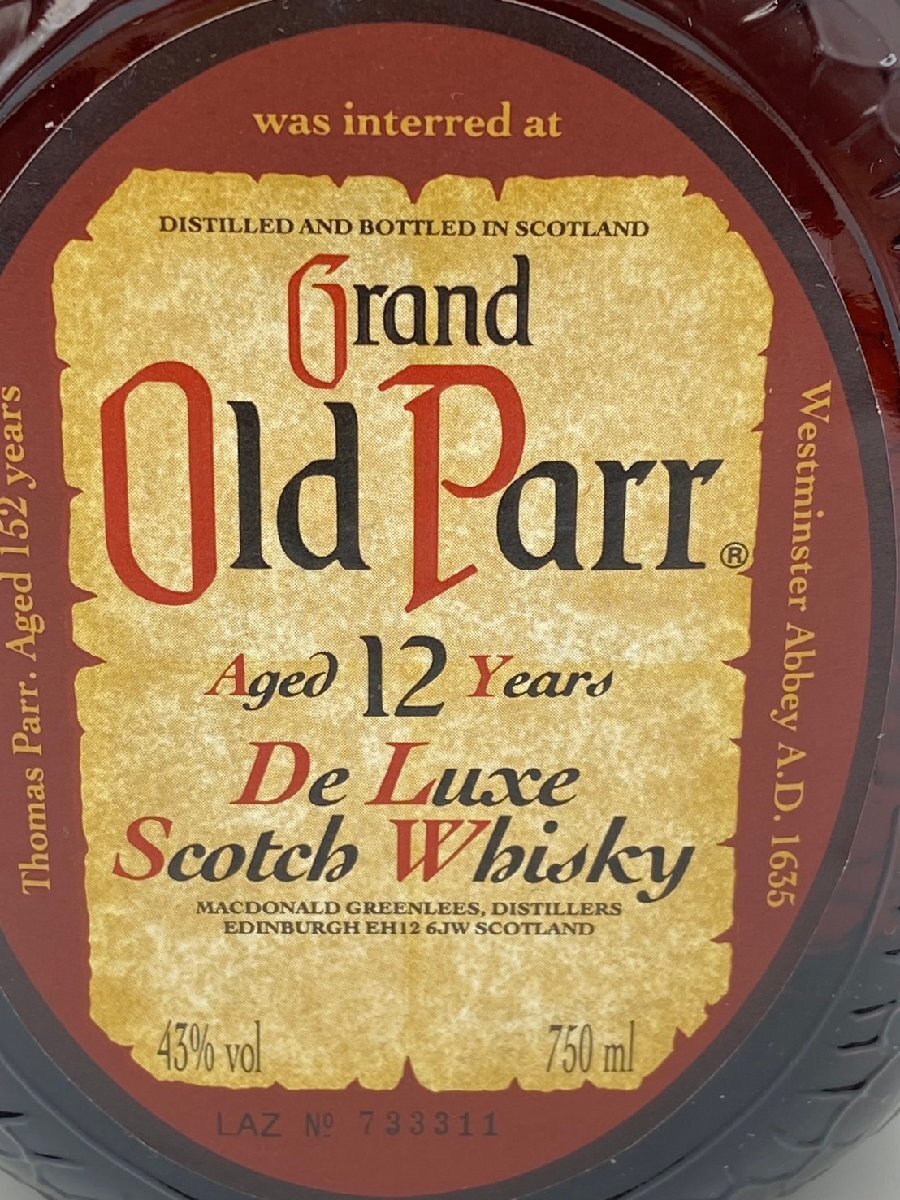 Thomas Parr. Aged 152 years
was interred at
Westminster Abbey A.D. 1635
DISTILLED AND BOTTLED IN SCOTLAND
Grand
Old Parr®
Aged 12 Years
De Luxe
Scotch Whisky
MACDONALD GREENLEES, DISTILLERS
EDINBURGH EH12 6JW SCOTLAND
43% vol
750 ml
LAZ Nº 733311